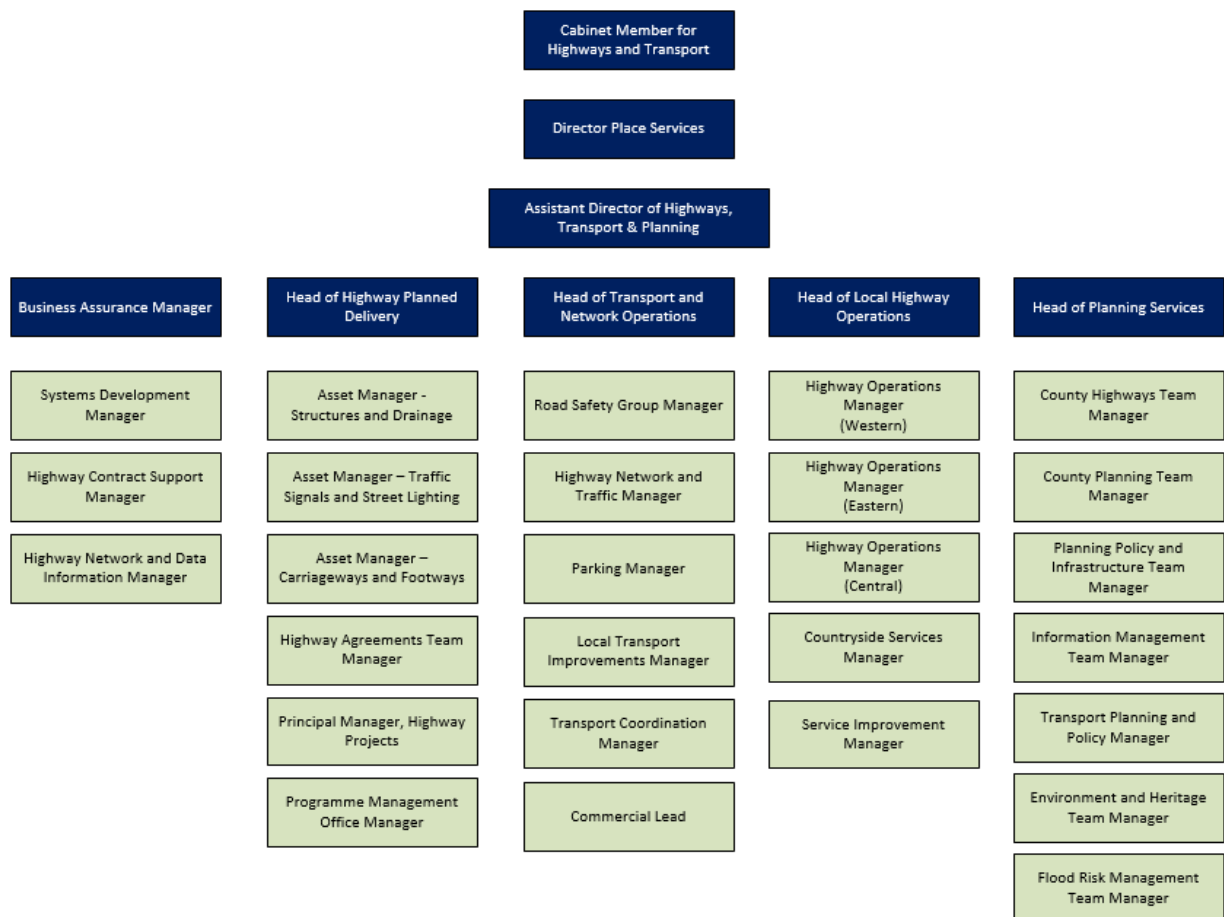 Cabinet Member for
Highways and Transport
Director Place Services
Assistant Director of Highways,
Transport & Planning
Business Assurance Manager
Head of Highway Planned
Delivery
Head of Transport and
Network Operations
Head of Local Highway
Operations
Head of Planning Services
Systems Development
Manager
Highway Contract Support
Manager
Highway Network and Data
Information Manager
Asset Manager -
Structures and Drainage
Asset Manager – Traffic
Signals and Street Lighting
Asset Manager –
Carriageways and Footways
Highway Agreements Team
Manager
Principal Manager, Highway
Projects
Programme Management
Office Manager
Road Safety Group Manager
Highway Network and
Traffic Manager
Parking Manager
Local Transport
Improvements Manager
Transport Coordination
Manager
Commercial Lead
Highway Operations
Manager
(Western)
Highway Operations
Manager
(Eastern)
Highway Operations
Manager
(Central)
Countryside Services
Manager
Service Improvement
Manager
County Highways Team
Manager
County Planning Team
Manager
Planning Policy and
Infrastructure Team
Manager
Information Management
Team Manager
Transport Planning and
Policy Manager
Environment and Heritage
Team Manager
Flood Risk Management
Team Manager